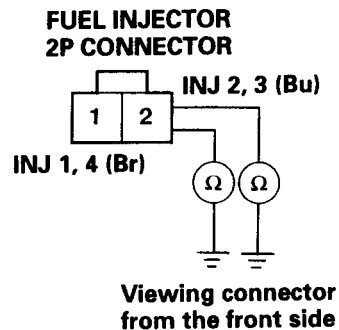 FUEL INJECTOR
2P CONNECTOR
INJ 2, 3 (Bu)
1 2
INJ 1, 4 (Br)
Ω Ω
Viewing connector
from the front side